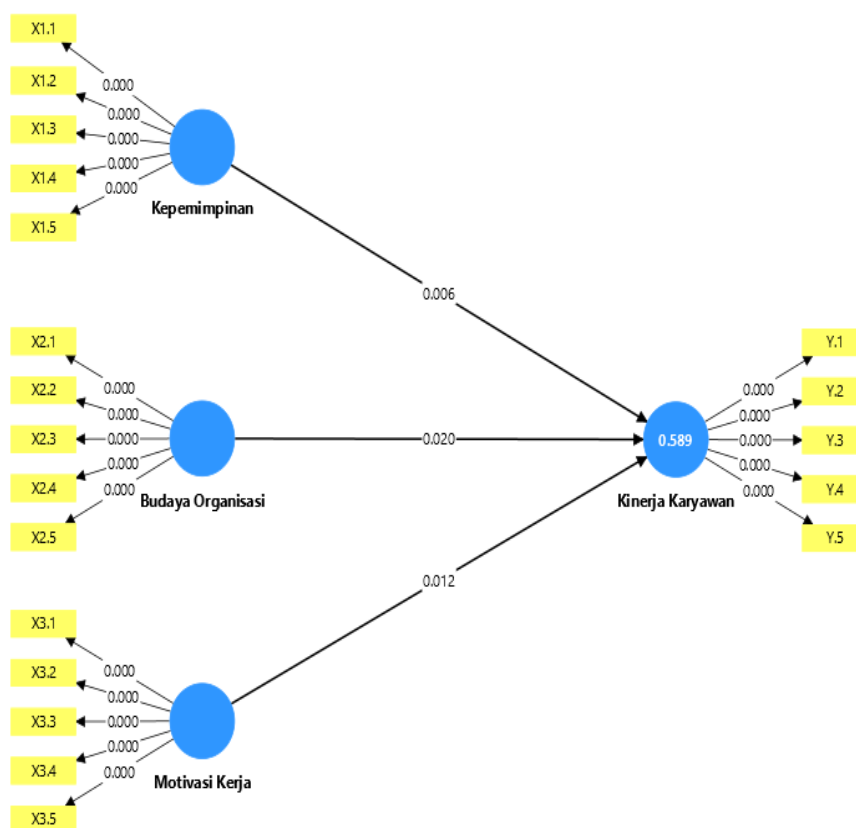 X1.1
X1.2
X1.3
X1.4
X1.5
0.000
0.000
0.000
0.000
0.000
Kepemimpinan
0.006
X2.1
X2.2
X2.3
X2.4
X2.5
0.000
0.000
0.000
0.000
0.000
Budaya Organisasi
0.020
X3.1
X3.2
X3.3
X3.4
X3.5
0.000
0.000
0.000
0.000
0.000
Motivasi Kerja
0.012
0.589
Kinerja Karyawan
0.000
0.000
0.000
0.000
0.000
Y.1
Y.2
Y.3
Y.4
Y.5